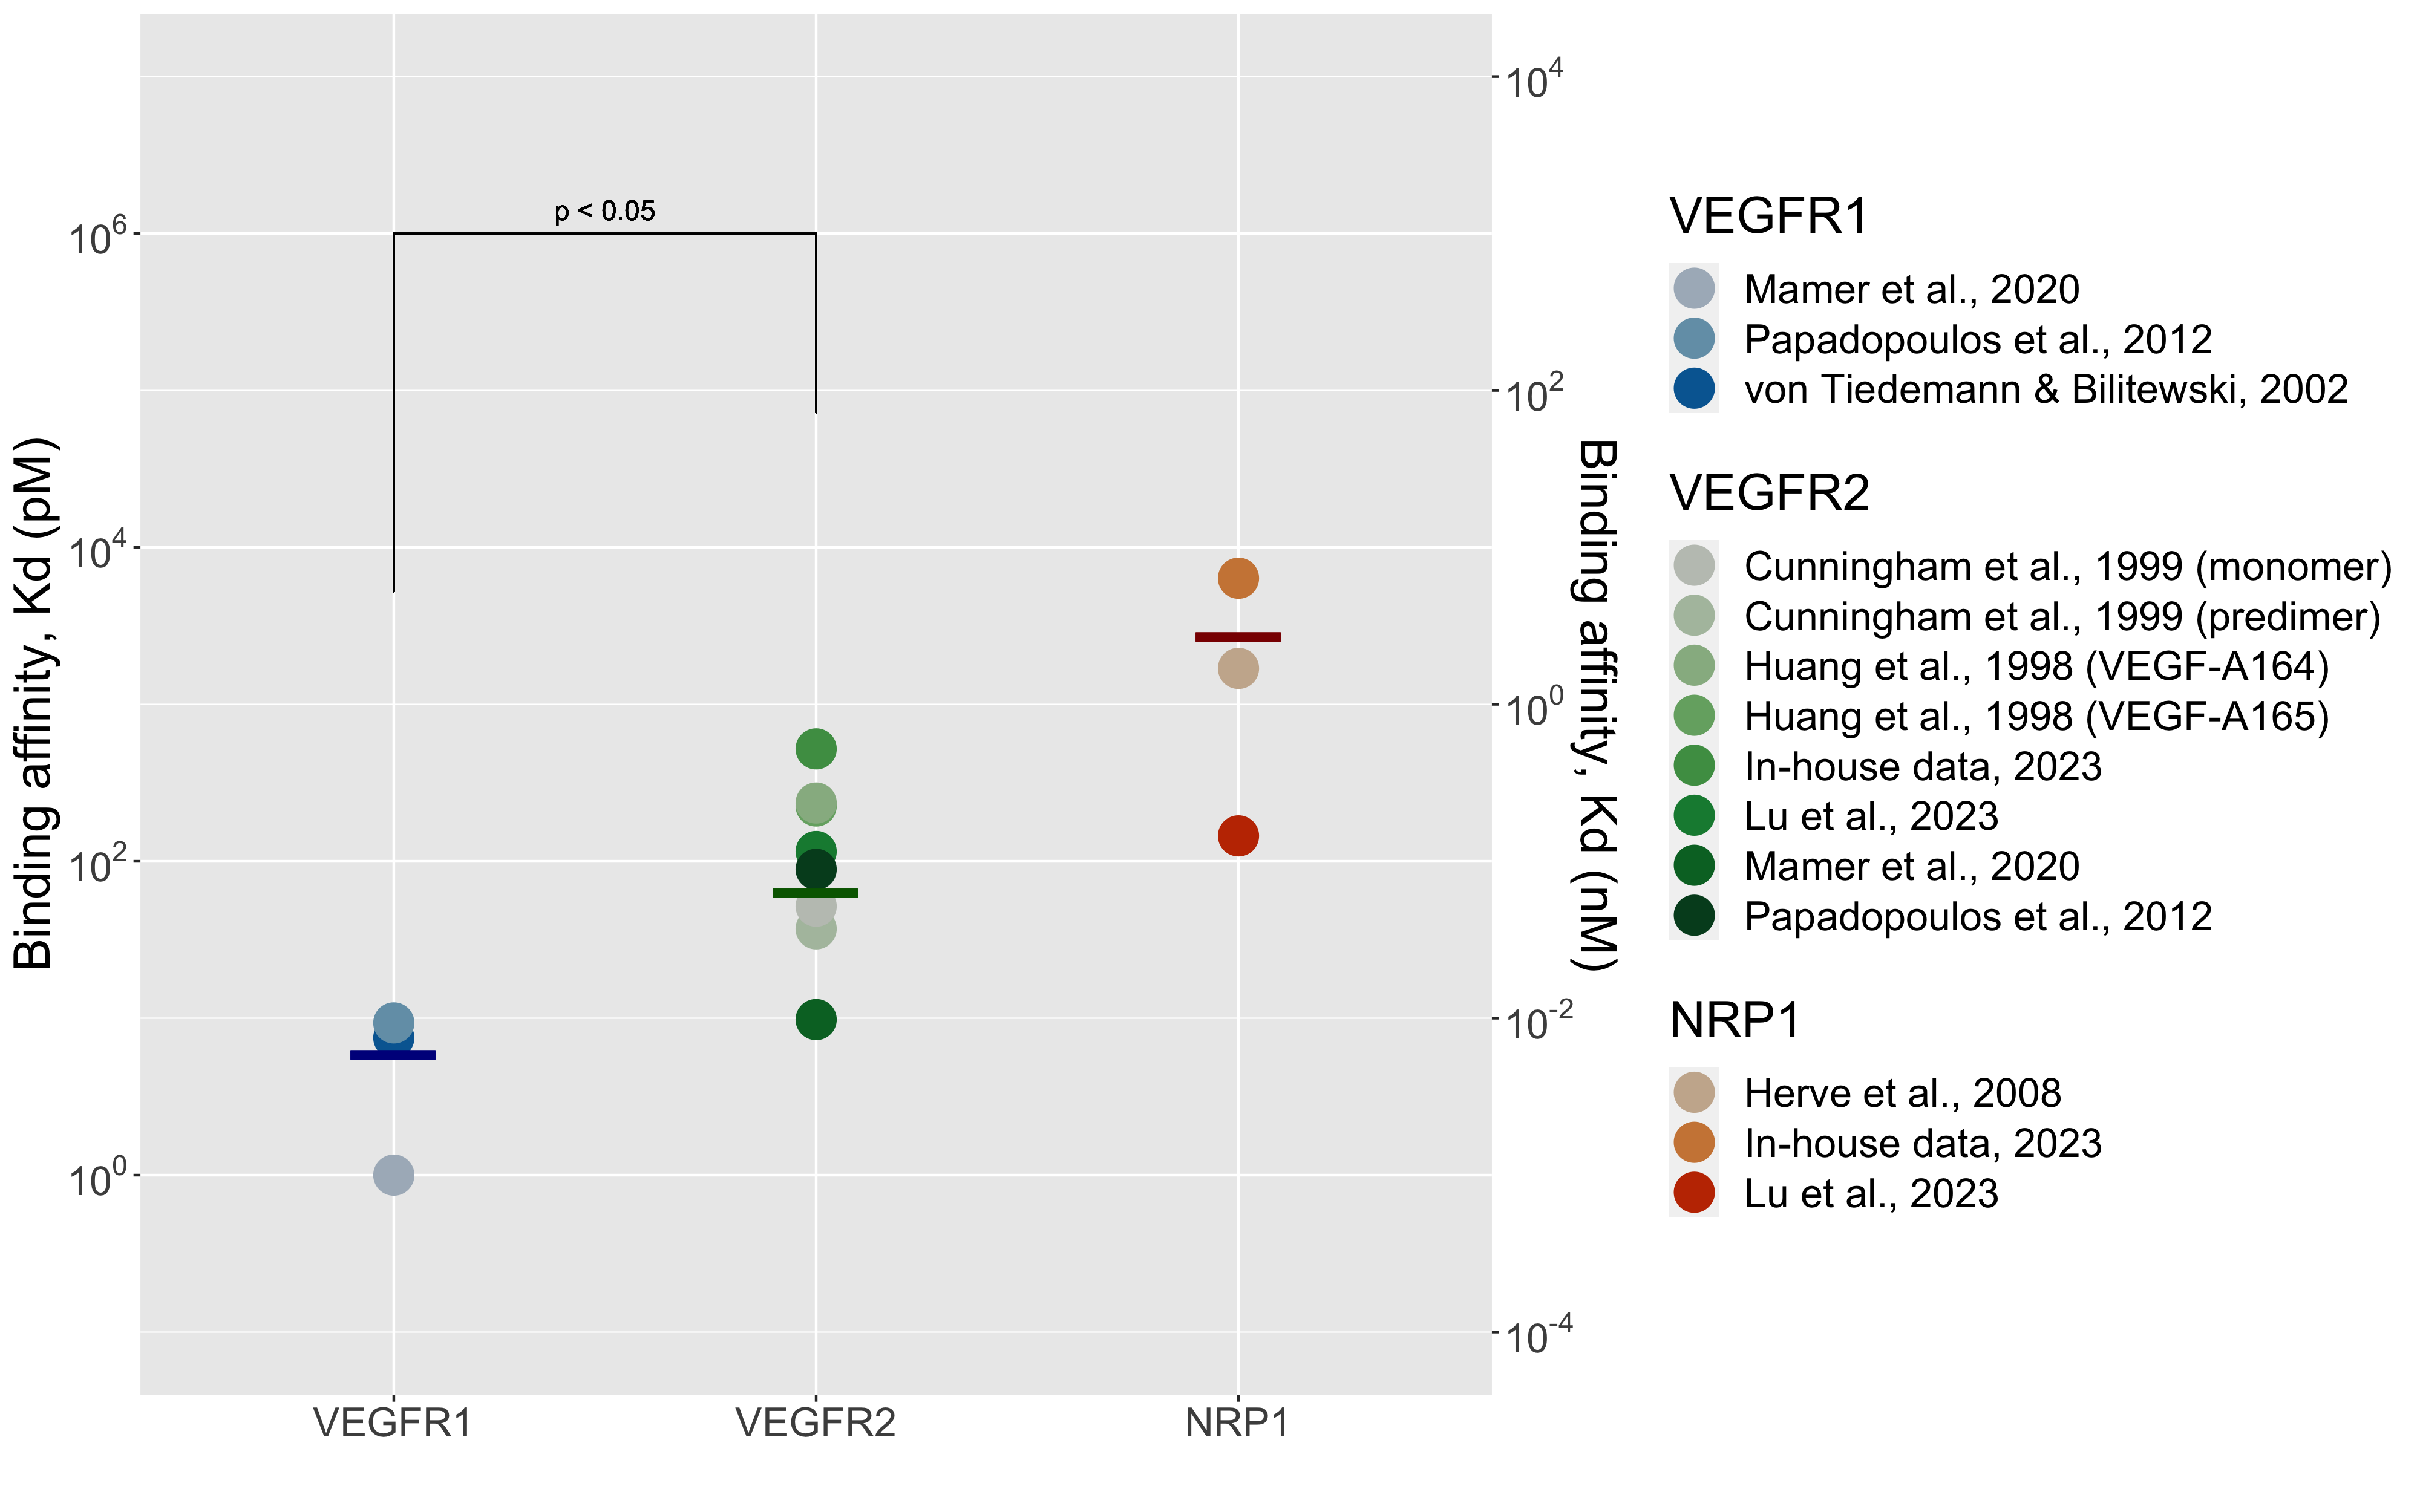 Binding affinity, Kd (pM)
10^6
10^4
10^2
10^0
p < 0.05
VEGFR1
VEGFR2
NRP1
10^4
10^2
10^0
10^-2
10^-4
Binding affinity, Kd (nM)
VEGFR1
Mamer et al., 2020
Papadopoulos et al., 2012
von Tiedemann & Bilitewski, 2002
VEGFR2
Cunningham et al., 1999 (monomer)
Cunningham et al., 1999 (predimer)
Huang et al., 1998 (VEGF-A164)
Huang et al., 1998 (VEGF-A165)
In-house data, 2023
Lu et al., 2023
Mamer et al., 2020
Papadopoulos et al., 2012
NRP1
Herve et al., 2008
In-house data, 2023
Lu et al., 2023